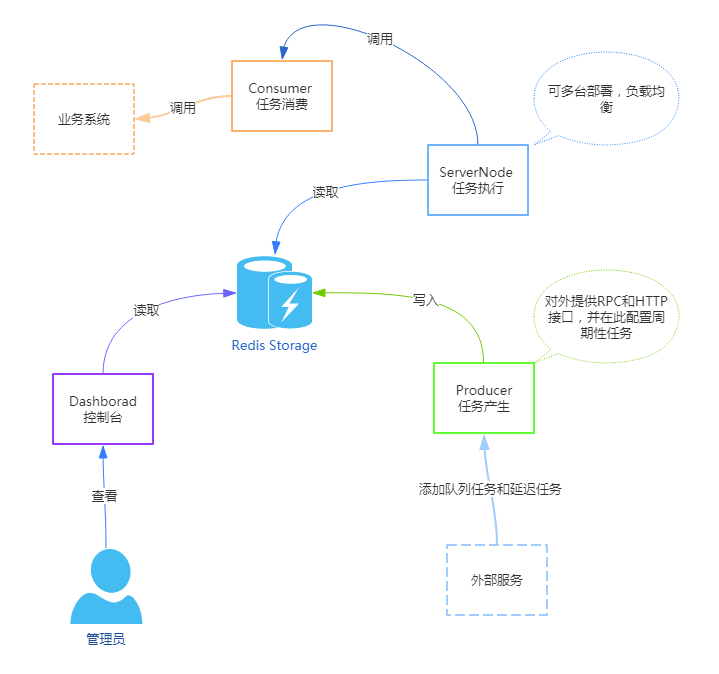 调用
Consumer
任务消费
可多台部署，负载均
衡
调用
业务系统
ServerNode
任务执行
读取
对外提供RPC和HTTP
接口，并在此配置周
期性任务
写入
读取
Redis Storage
Producer
任务产生
Dashborad
控制台
添加队列任务和延迟任务
查看
外部服务
管理员